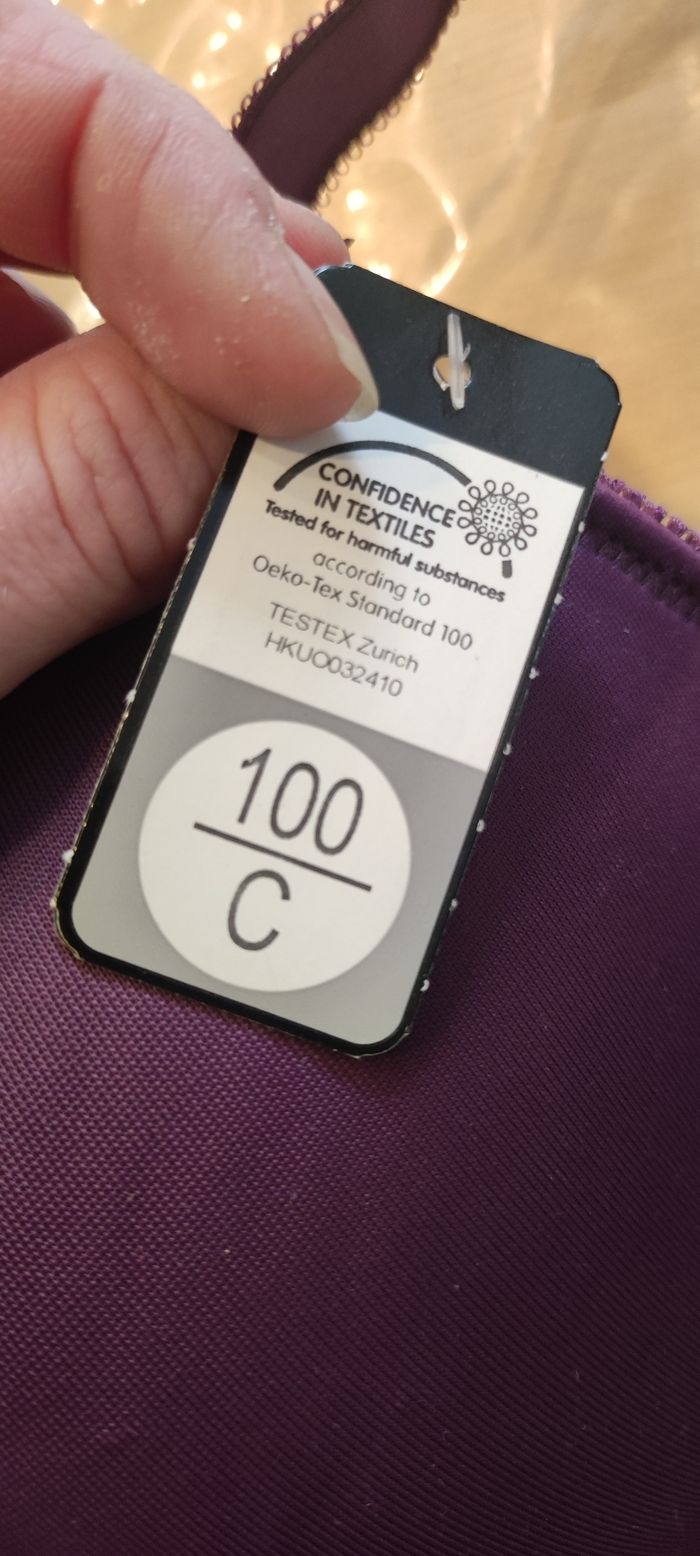 CONFIDENCE
IN TEXTILES
Tested for harmful substances
according to
Oeko-Tex Standard 100
TESTEX Zurich
HKUO032410
100
C